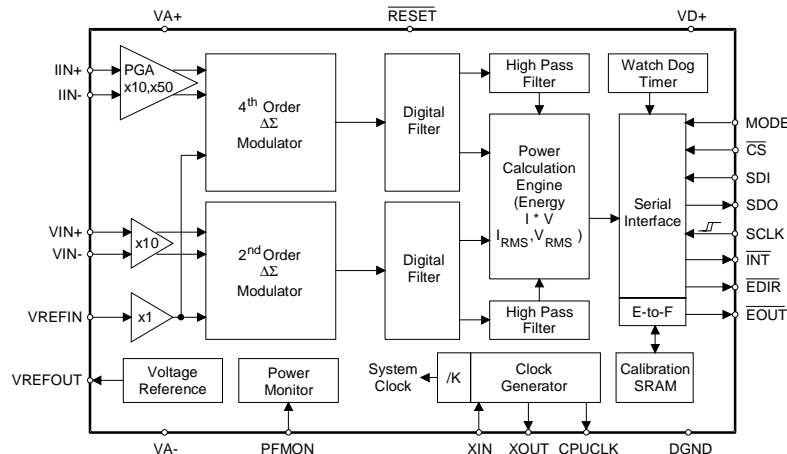 VA+ RESET VD+
IIN+
IIN-
PGA
x10,x50
4th Order
ΔΣ
Modulator
Digital
Filter
High Pass
Filter
Watch Dog
Timer
Power
Calculation
Engine
(Energy
I * V
IRMS,VRMS )
Serial
Interface
MODE
CS
SDI
SDO
SCLK
INT
EDIR
EOUT
VIN+
VIN-
x10
2nd Order
ΔΣ
Modulator
Digital
Filter
High Pass
Filter
E-to-F
VREFIN
x1
VREFOUT
Voltage
Reference
Power
Monitor
System
Clock
/K
Clock
Generator
Calibration
SRAM
VA- PFMON XIN XOUT CPUCLK DGND